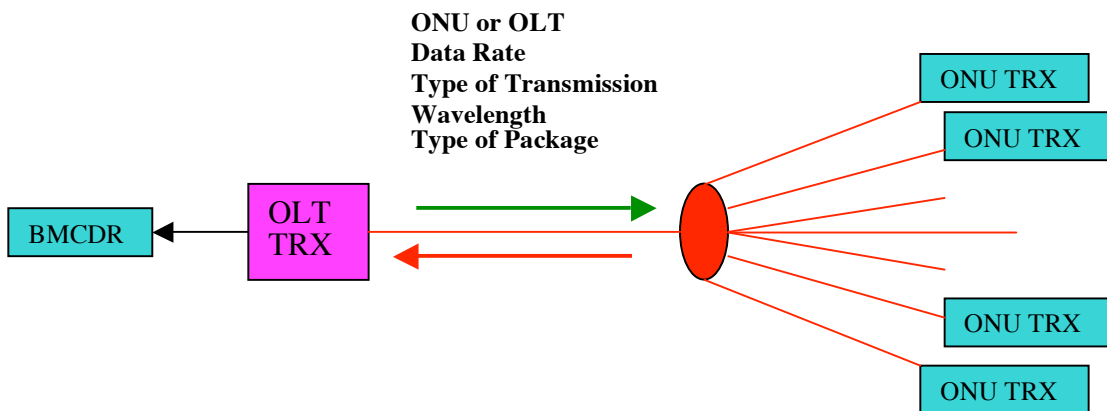 ONU or OLT
Data Rate
Type of Transmission
Wavelength
Type of Package
ONU TRX
ONU TRX
OLT
TRX
BMCDR
ONU TRX
ONU TRX